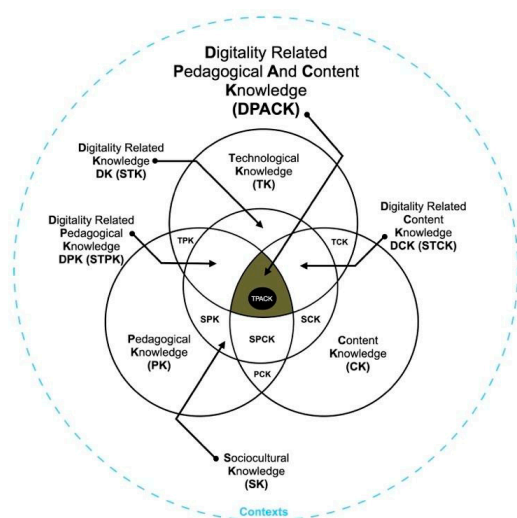 Digitality Related
Pedagogical And Content
Knowledge
(DPACK)
Digitality Related
Knowledge
DK (STK)
Technological
Knowledge
(TK)
Digitality Related
Content
Knowledge
DCK (STCK)
Digitality Related
Pedagogical
Knowledge
DPK (STPK)
TPK
TCK
TPACK
SPK
SCK
SPCK
Pedagogical
Knowledge
(PK)
Content
Knowledge
(CK)
PCK
Sociocultural
Knowledge
(SK)
Contexts